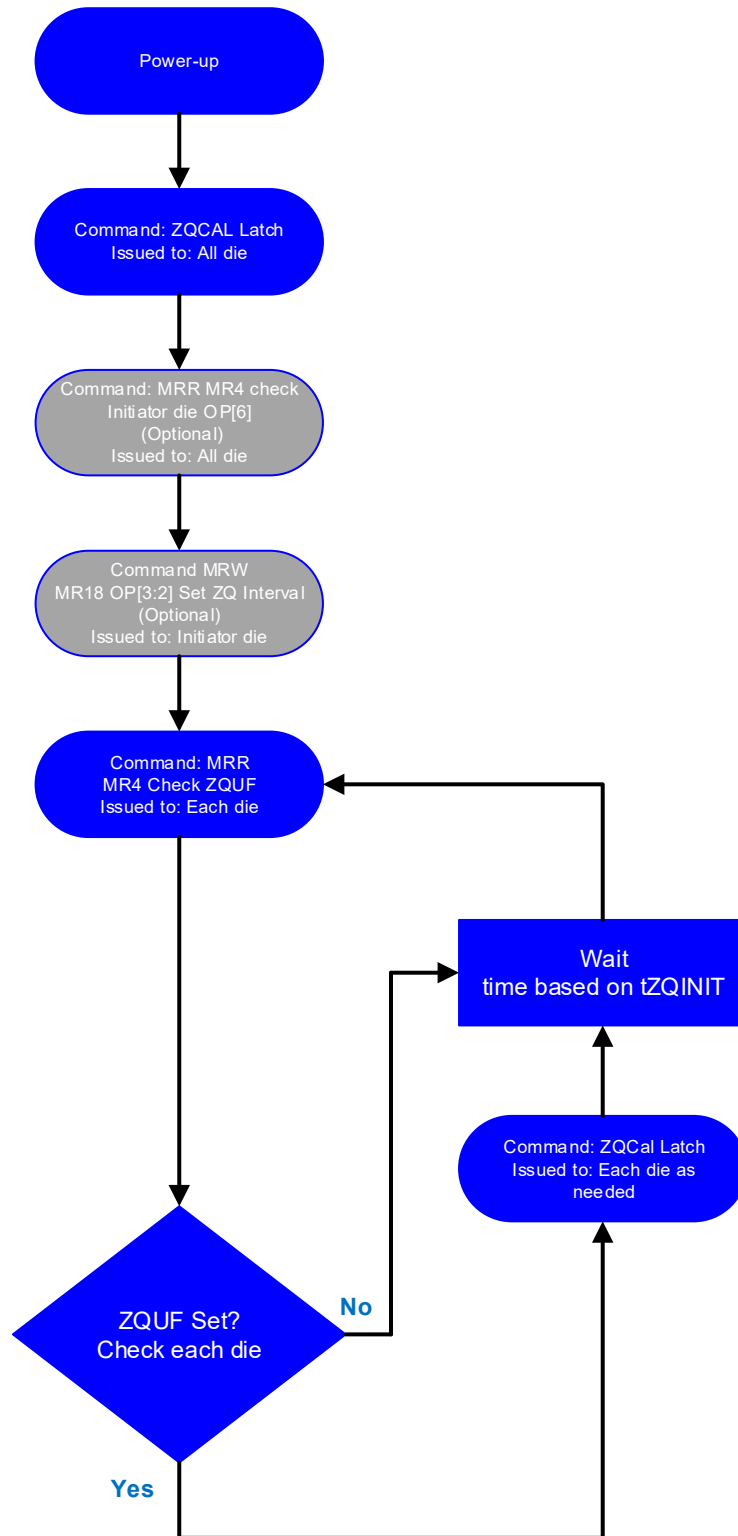 Power-up
Command: ZQCAL Latch
Issued to: All die
Command: MRR MR4 check
Initiator die OP[6]
(Optional)
Issued to: All die
Command MRW
MR18 OP[3:2] Set ZQ Interval
(Optional)
Issued to: Initiator die
Command: MRR
MR4 Check ZQUF
Issued to: Each die
Wait
time based on tZQINIT
Command: ZQCal Latch
Issued to: Each die as
needed
ZQUF Set?
Check each die
No
Yes